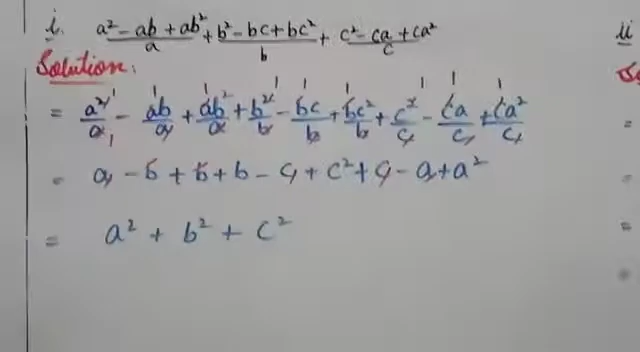 i. (a² - ab + ab²)/a + (b² - bc + bc²)/b + (c² - ca + ca²)/c
ii
Solution:
= a²/a - ab/a + ab²/a + b²/b - bc/b + bc²/b + c²/c - ca/c + ca²/c
= a - b + b + b - c + c² + c - a + a²
= a² + b² + c²